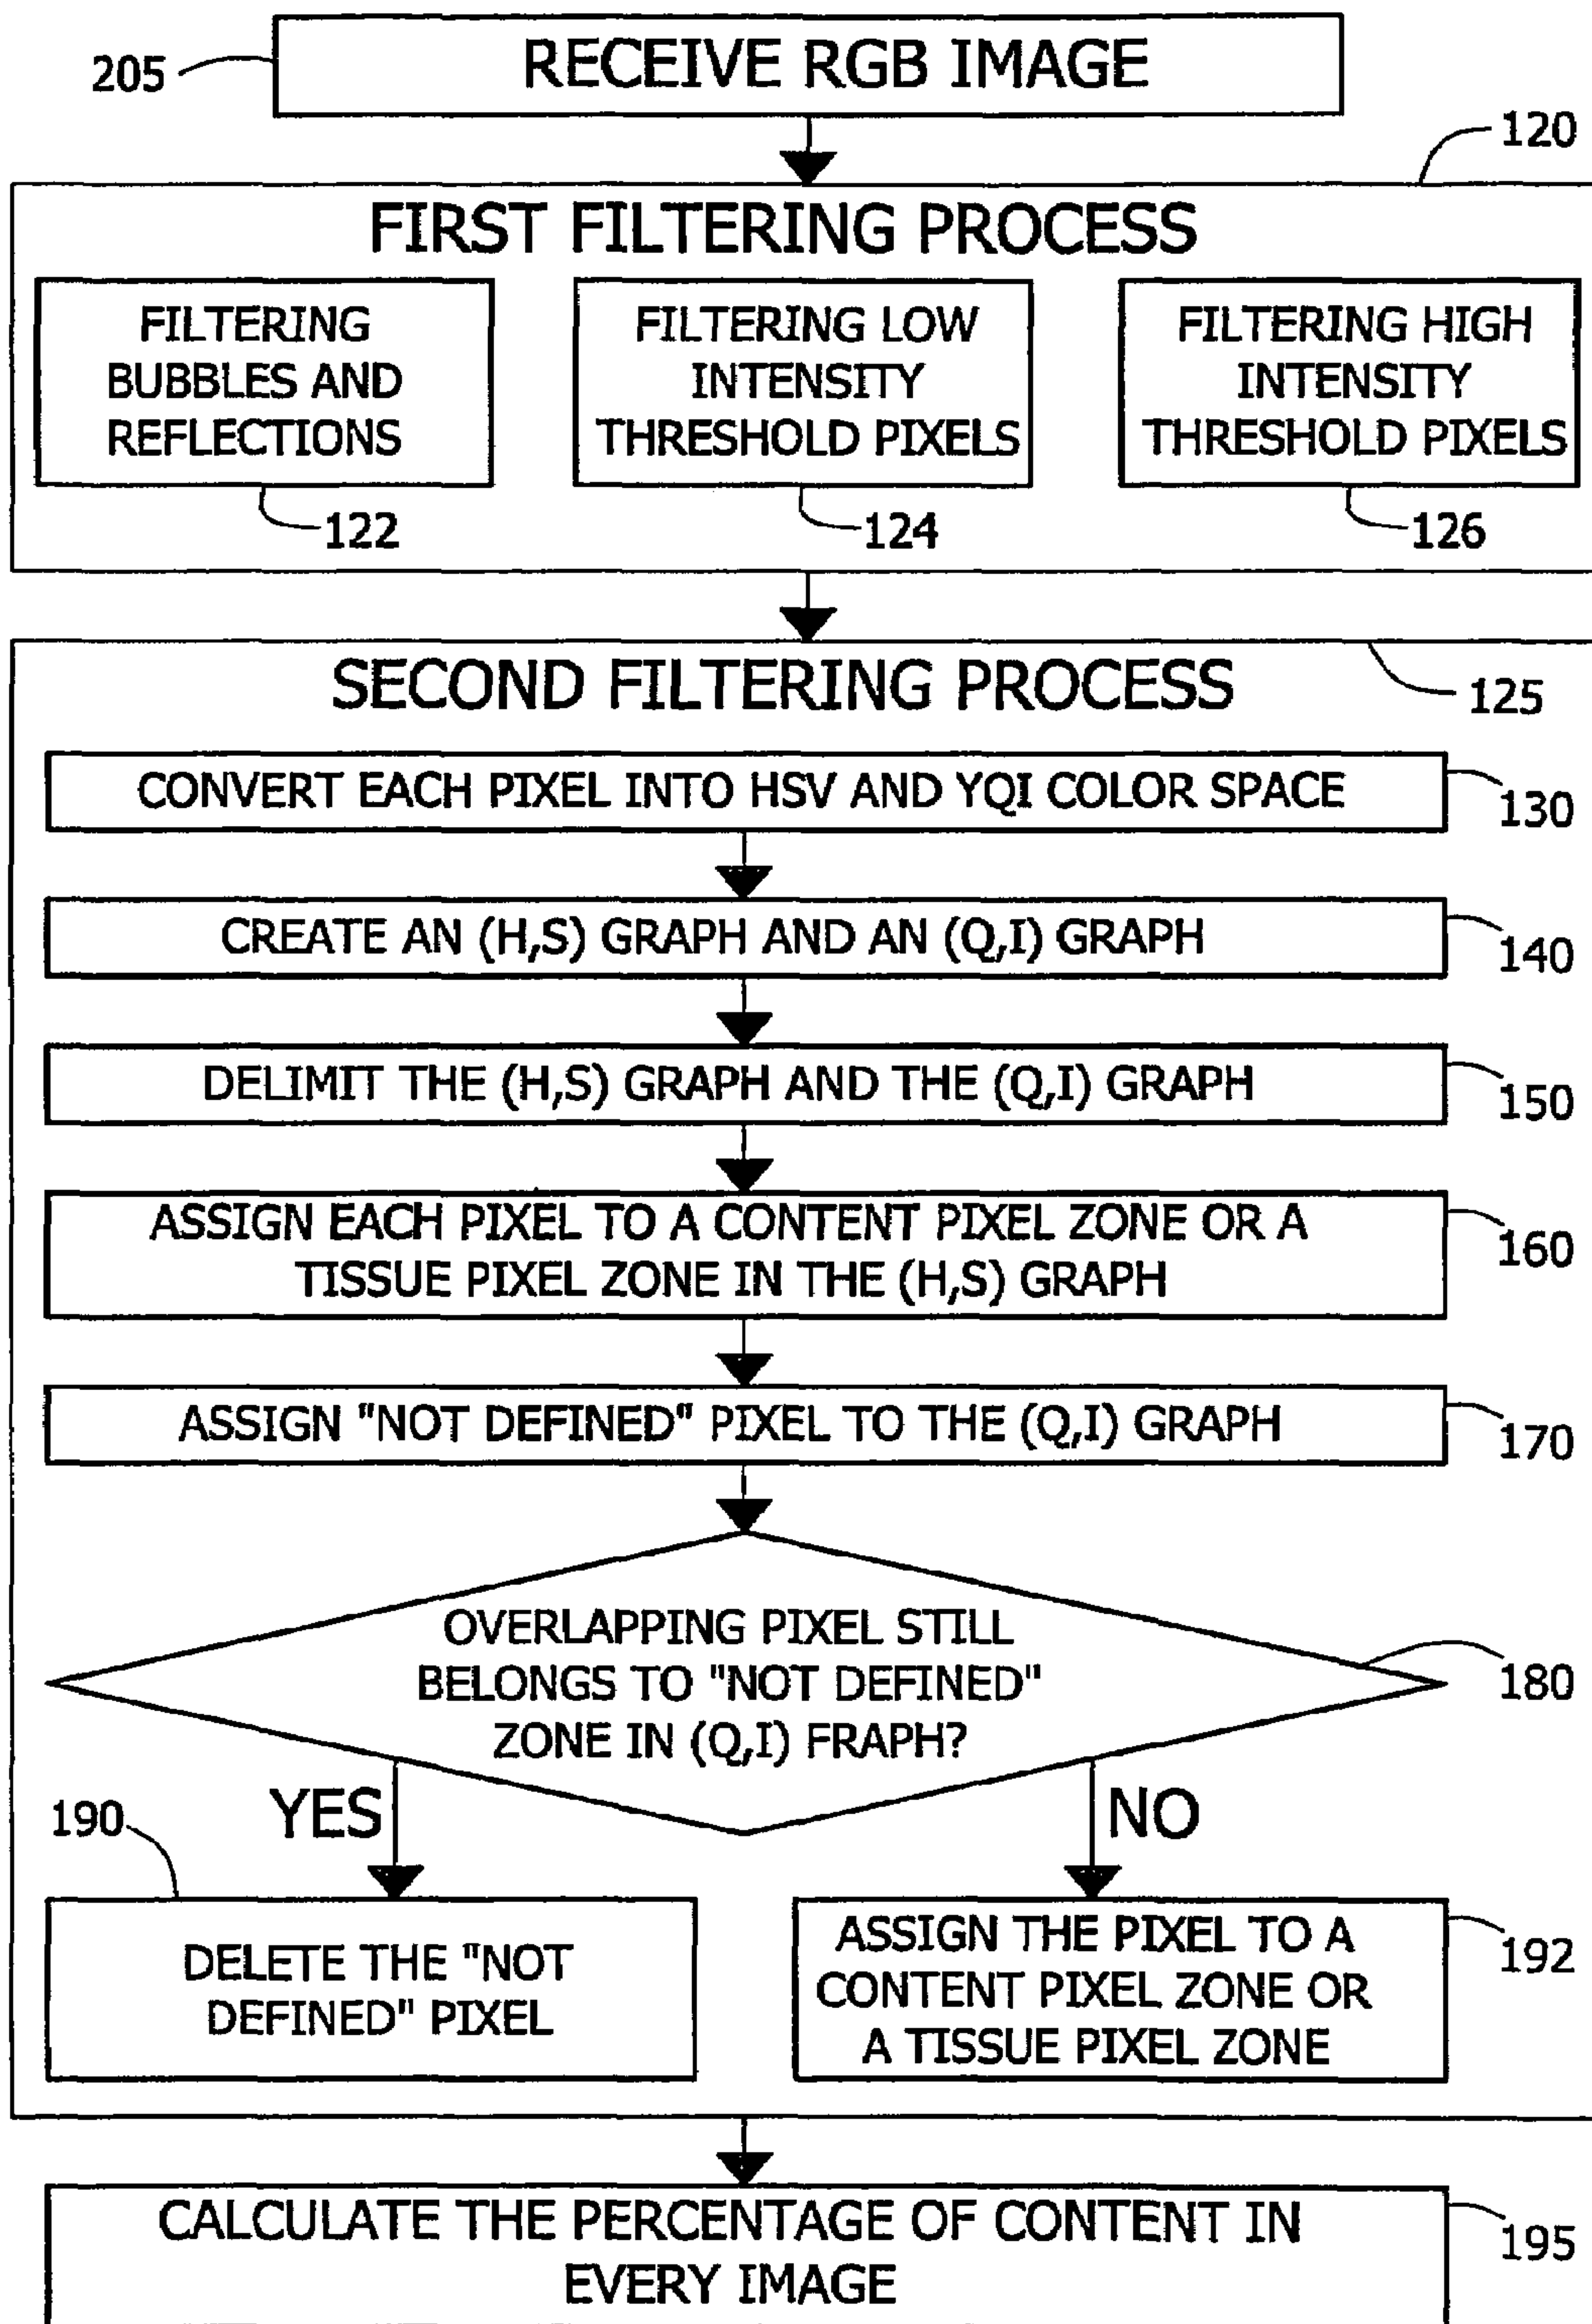 205
RECEIVE RGB IMAGE
120
FIRST FILTERING PROCESS
FILTERING
BUBBLES AND
REFLECTIONS
122
FILTERING LOW
INTENSITY
THRESHOLD PIXELS
124
FILTERING HIGH
INTENSITY
THRESHOLD PIXELS
126
SECOND FILTERING PROCESS
125
CONVERT EACH PIXEL INTO HSV AND YQI COLOR SPACE
130
CREATE AN (H,S) GRAPH AND AN (Q,I) GRAPH
140
DELIMIT THE (H,S) GRAPH AND THE (Q,I) GRAPH
150
ASSIGN EACH PIXEL TO A CONTENT PIXEL ZONE OR A
TISSUE PIXEL ZONE IN THE (H,S) GRAPH
160
ASSIGN "NOT DEFINED" PIXEL TO THE (Q,I) GRAPH
170
OVERLAPPING PIXEL STILL
BELONGS TO "NOT DEFINED"
ZONE IN (Q,I) FRAPH?
180
YES
NO
190
DELETE THE "NOT
DEFINED" PIXEL
ASSIGN THE PIXEL TO A
CONTENT PIXEL ZONE OR
A TISSUE PIXEL ZONE
192
CALCULATE THE PERCENTAGE OF CONTENT IN
EVERY IMAGE
195